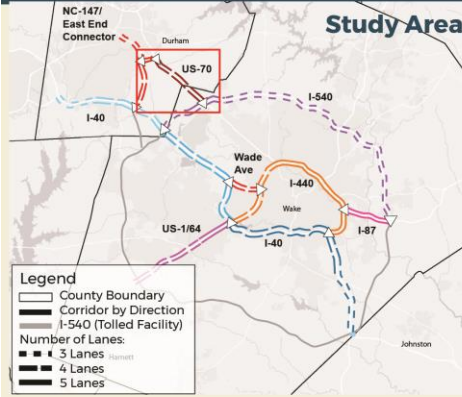 Study Area
NC-147/
East End
Connector
Durham
US-70
I-40
I-540
Wade
Ave
I-440
Wake
US-1/64
I-40
I-87
Legend
County Boundary
Corridor by Direction
I-540 (Tolled Facility)
Number of Lanes:
3 Lanes
Harnett
4 Lanes
5 Lanes
Johnston